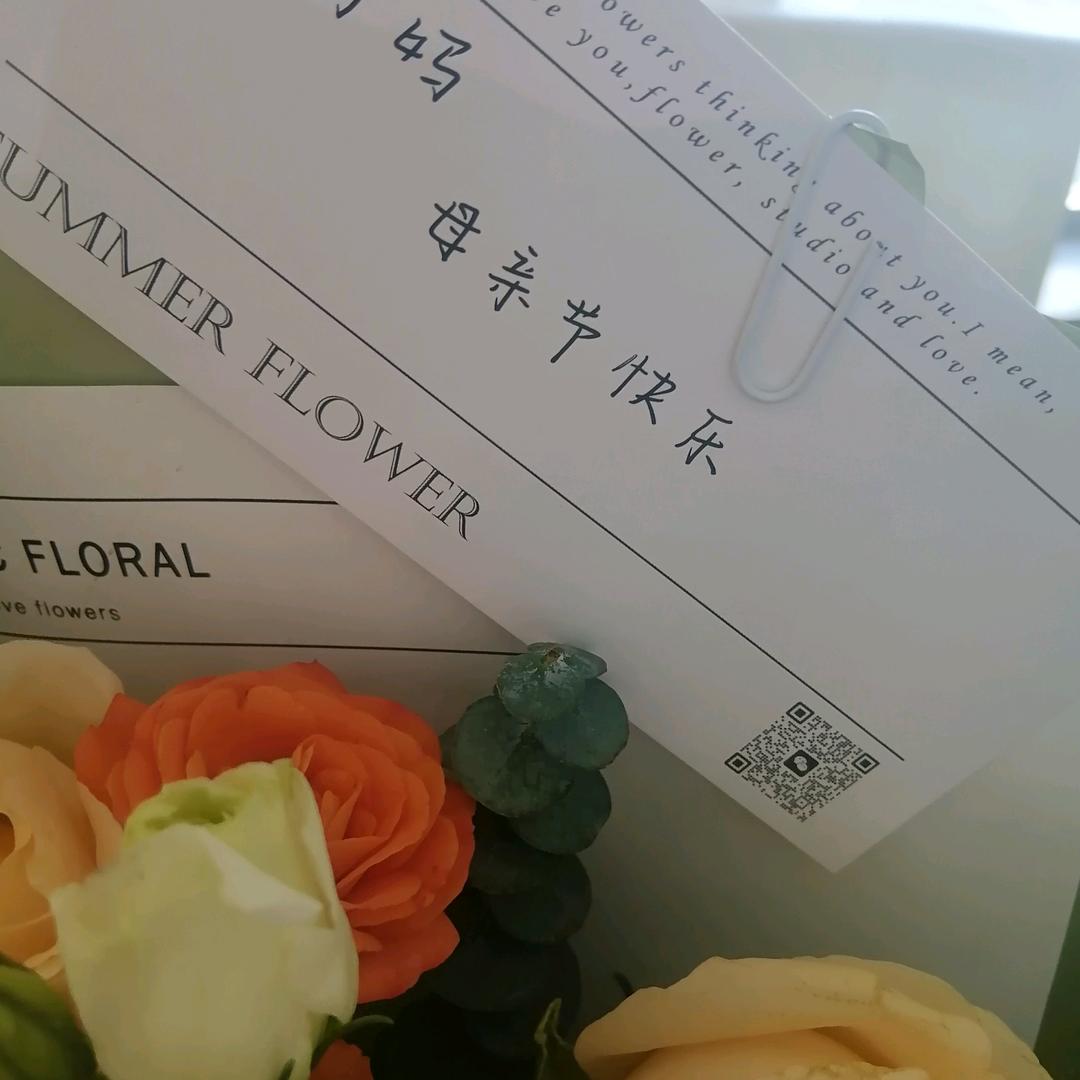 owers thinking about you. I mean,
e you, flower, studio and love.
妈
母亲节快乐
SUMMER FLOWER
& FLORAL
ve flowers